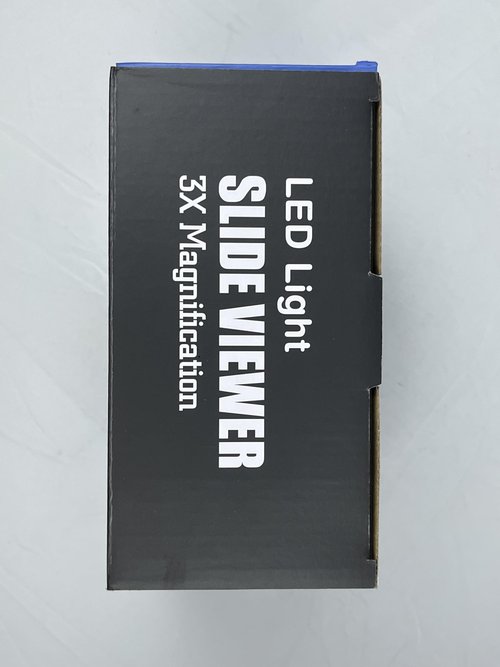 LED Light
SLIDE VIEWER
3X Magnification